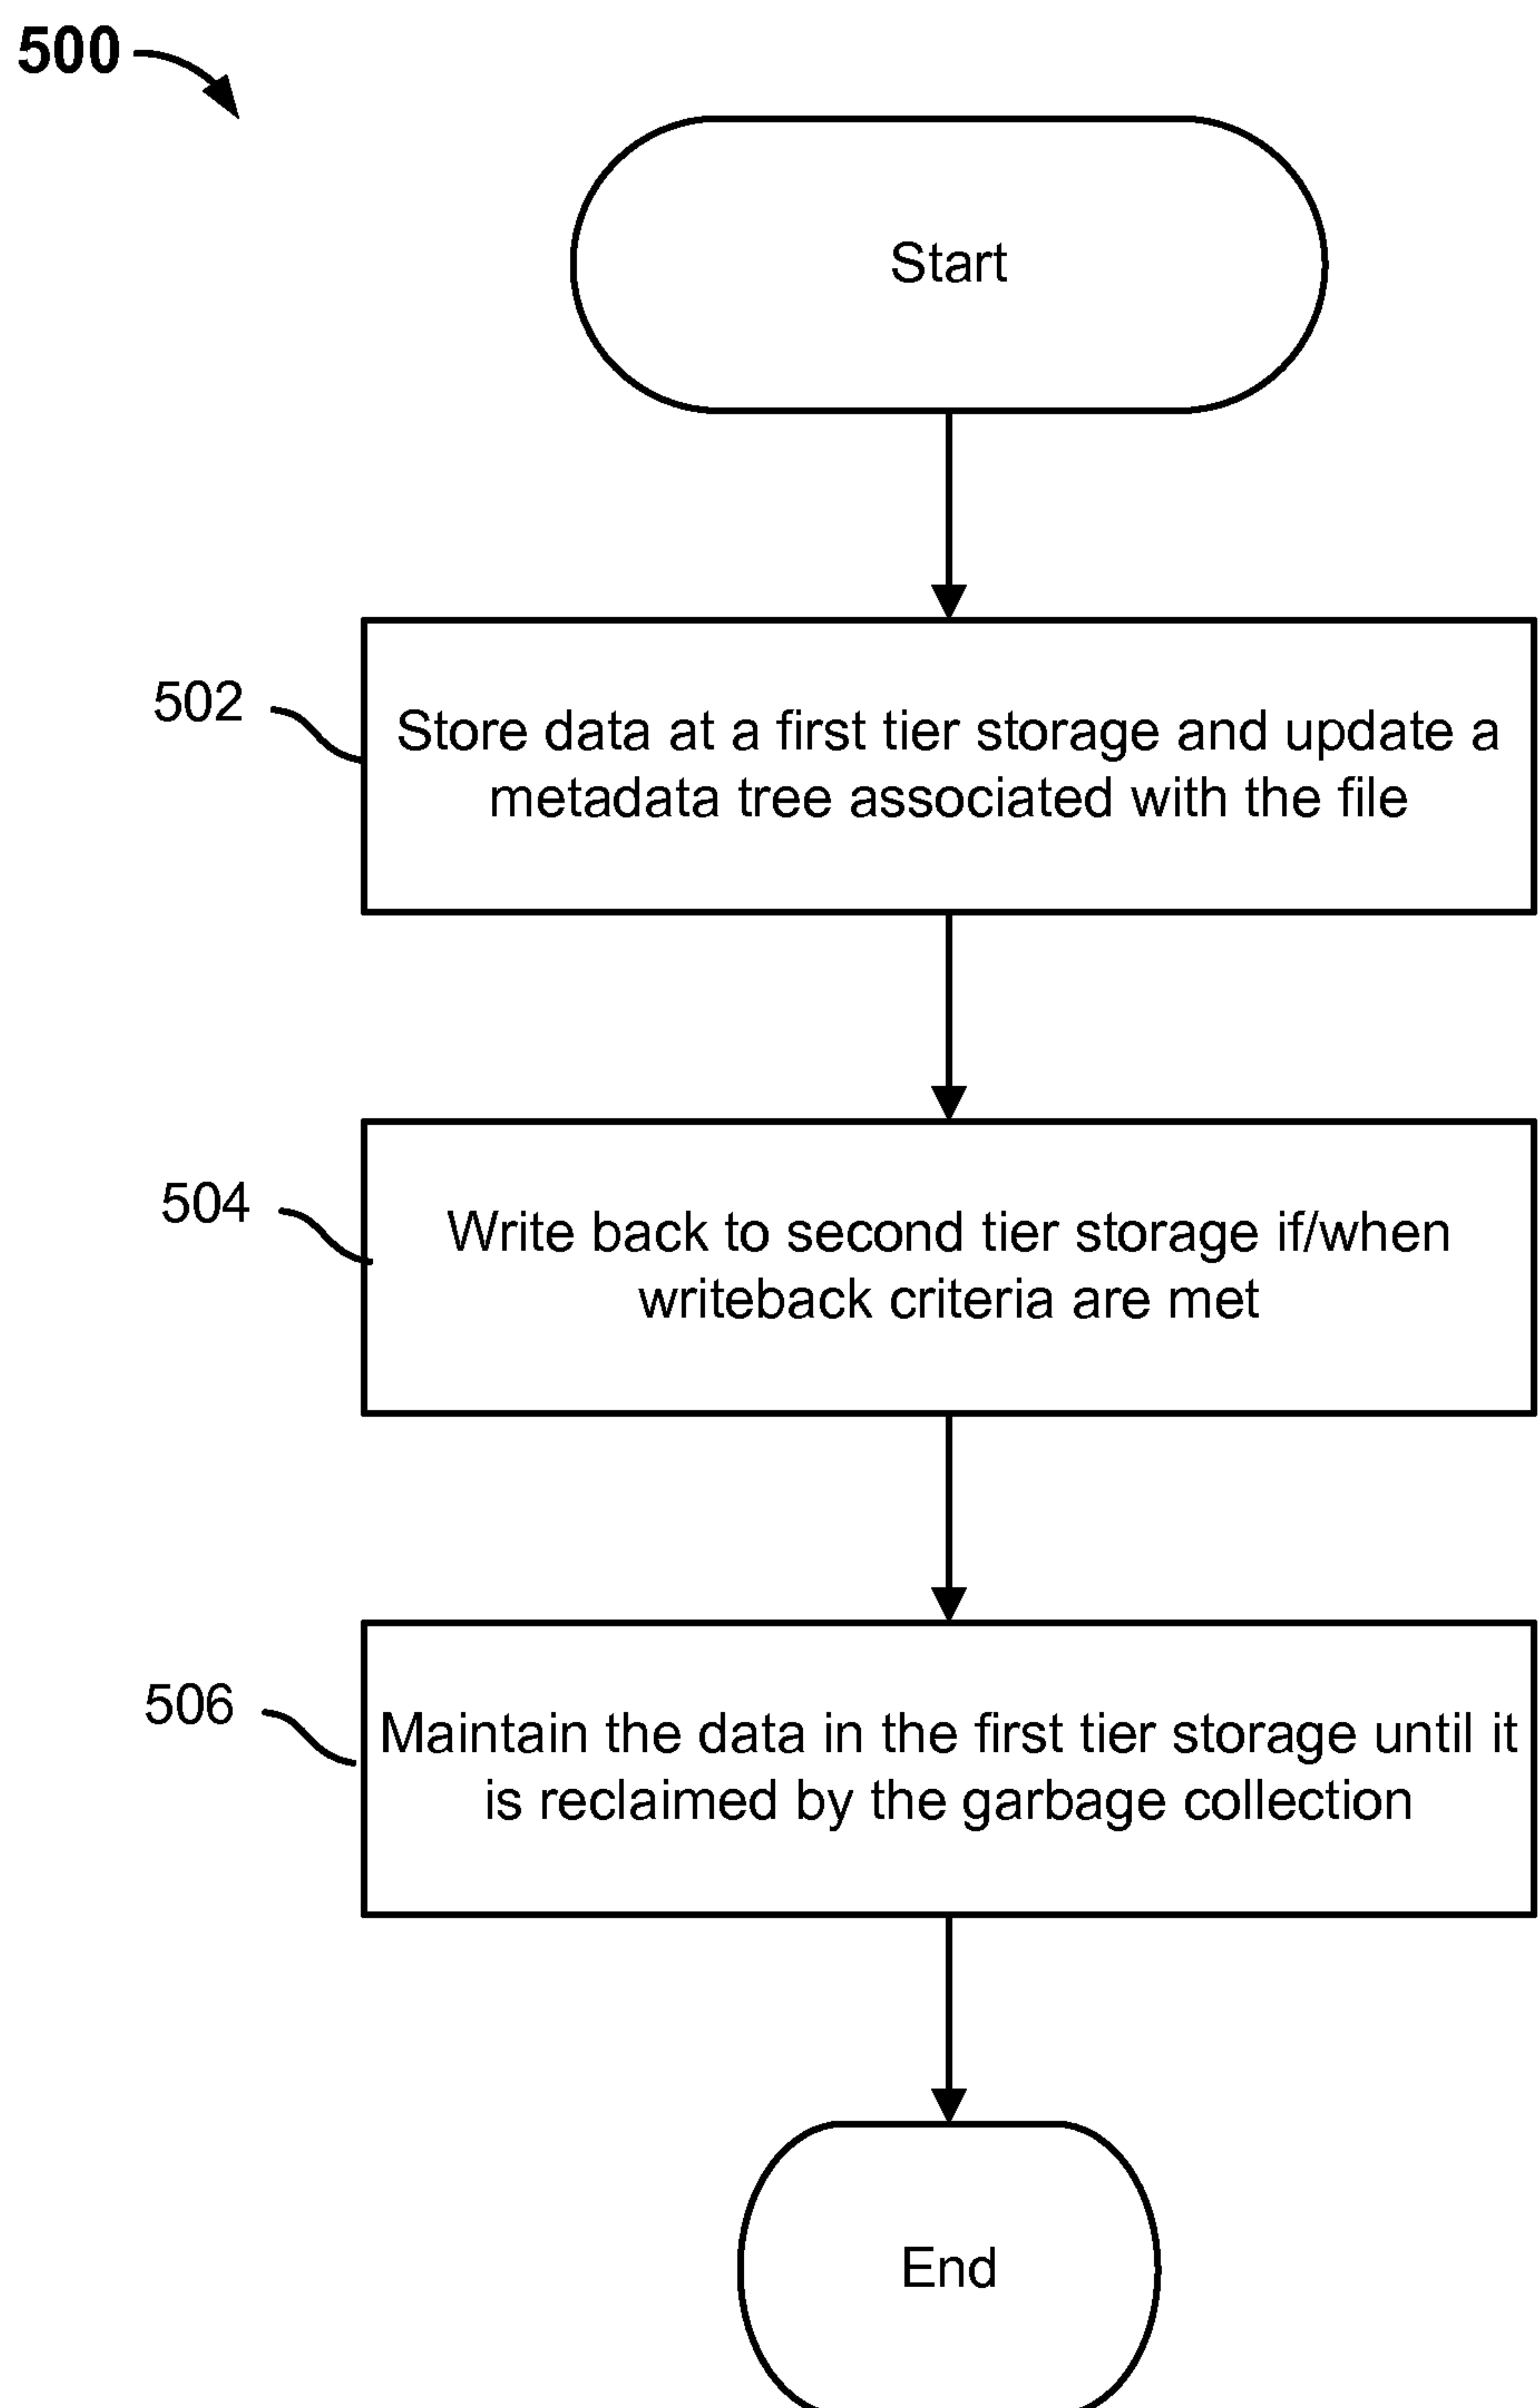 500
Start
502
Store data at a first tier storage and update a
metadata tree associated with the file
504
Write back to second tier storage if/when
writeback criteria are met
506
Maintain the data in the first tier storage until it
is reclaimed by the garbage collection
End